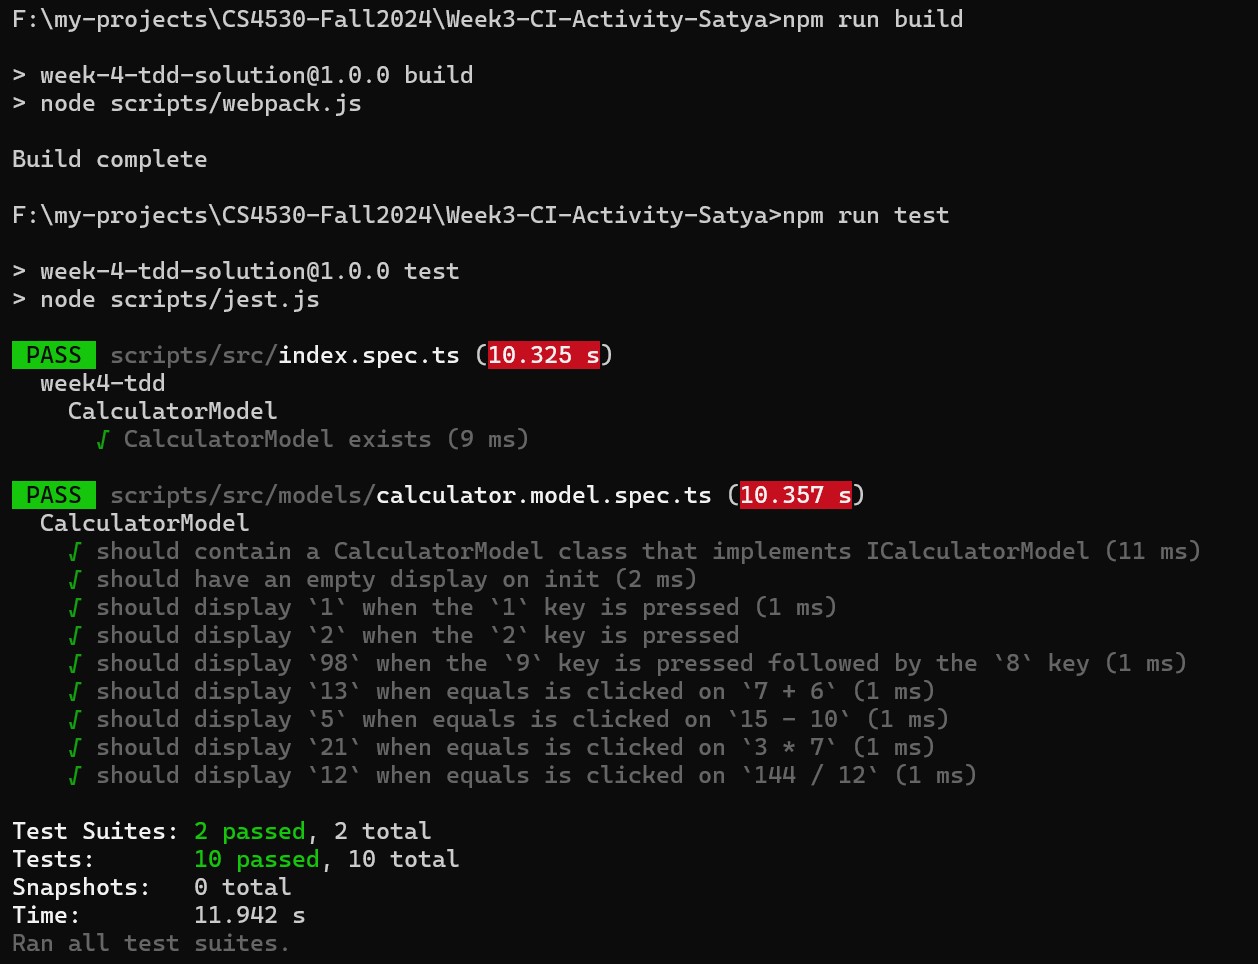 F:\my-projects\CS4530-Fall2024\Week3-CI-Activity-Satya>npm run build
> week-4-tdd-solution@1.0.0 build
> node scripts/webpack.js
Build complete
F:\my-projects\CS4530-Fall2024\Week3-CI-Activity-Satya>npm run test
> week-4-tdd-solution@1.0.0 test
> node scripts/jest.js
PASS scripts/src/index.spec.ts (10.325 s)
week4-tdd
CalculatorModel
√ CalculatorModel exists (9 ms)
PASS scripts/src/models/calculator.model.spec.ts (10.357 s)
CalculatorModel
√ should contain a CalculatorModel class that implements ICalculatorModel (11 ms)
√ should have an empty display on init (2 ms)
√ should display `1` when the `1` key is pressed (1 ms)
√ should display `2` when the `2` key is pressed
√ should display `98` when the `9` key is pressed followed by the `8` key (1 ms)
√ should display `13` when equals is clicked on `7 + 6` (1 ms)
√ should display `5` when equals is clicked on `15 - 10` (1 ms)
√ should display `21` when equals is clicked on `3 * 7` (1 ms)
√ should display `12` when equals is clicked on `144 / 12` (1 ms)
Test Suites: 2 passed, 2 total
Tests: 10 passed, 10 total
Snapshots: 0 total
Time: 11.942 s
Ran all test suites.